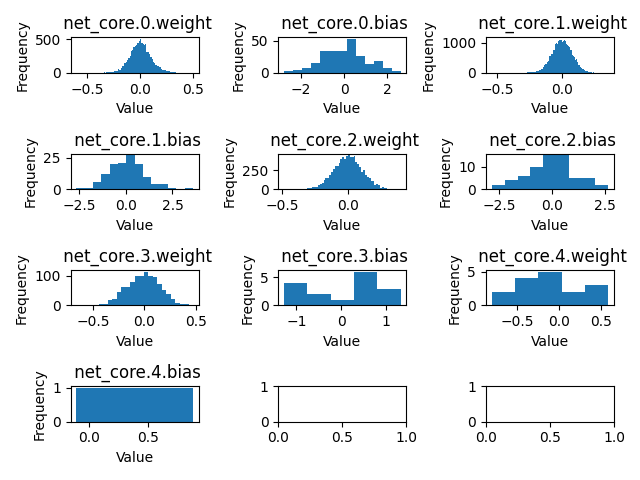 net_core.0.weight
Frequency
500
0
−0.5 0.0 0.5
Value
net_core.0.bias
Frequency
50
0
−2 0 2
Value
net_core.1.weight
Frequency
1000
0
−0.5 0.0
Value
net_core.1.bias
Frequency
25
0
−2.5 0.0 2.5
Value
net_core.2.weight
Frequency
250
0
−0.5 0.0
Value
net_core.2.bias
Frequency
10
0
−2.5 0.0 2.5
Value
net_core.3.weight
Frequency
100
0
−0.5 0.0 0.5
Value
net_core.3.bias
Frequency
5
0
−1 0 1
Value
net_core.4.weight
Frequency
5
0
−0.5 0.0 0.5
Value
net_core.4.bias
Frequency
1
0
0.0 0.5
Value
1
0
0.0 0.5 1.0
1
0
0.0 0.5 1.0